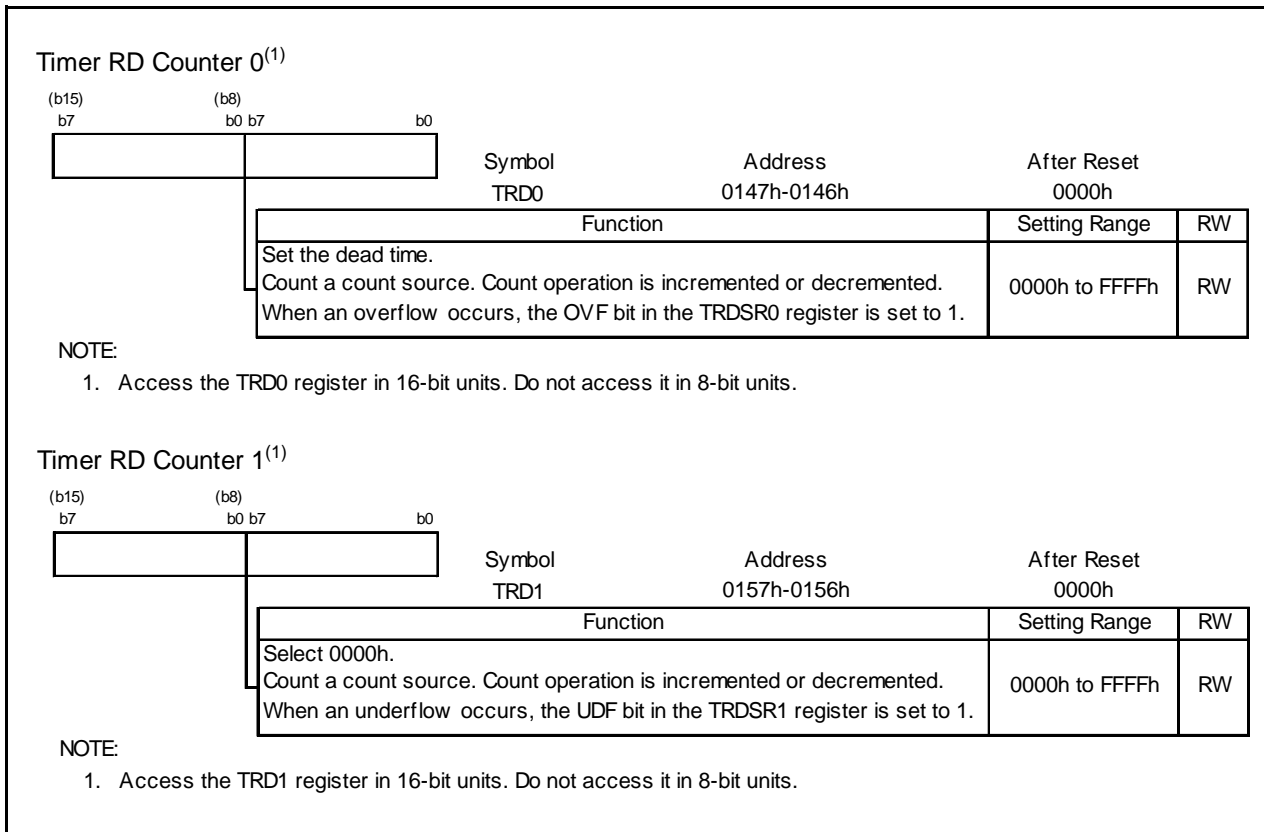 Timer RD Counter 0(1)
(b15) (b8)
b7 b0 b7 b0
Symbol Address After Reset
TRD0 0147h-0146h 0000h
Function Setting Range RW
Set the dead time.
Count a count source. Count operation is incremented or decremented. 0000h to FFFFh RW
When an overflow occurs, the OVF bit in the TRDSR0 register is set to 1.
NOTE:
1. Access the TRD0 register in 16-bit units. Do not access it in 8-bit units.
Timer RD Counter 1(1)
(b15) (b8)
b7 b0 b7 b0
Symbol Address After Reset
TRD1 0157h-0156h 0000h
Function Setting Range RW
Select 0000h.
Count a count source. Count operation is incremented or decremented. 0000h to FFFFh RW
When an underflow occurs, the UDF bit in the TRDSR1 register is set to 1.
NOTE:
1. Access the TRD1 register in 16-bit units. Do not access it in 8-bit units.